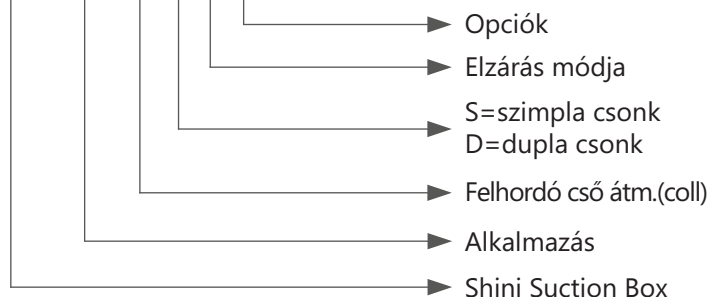 Opciók
Elzárás módja
S=szimpla csonk
D=dupla csonk
Felhordó cső átm.(coll)
Alkalmazás
Shini Suction Box